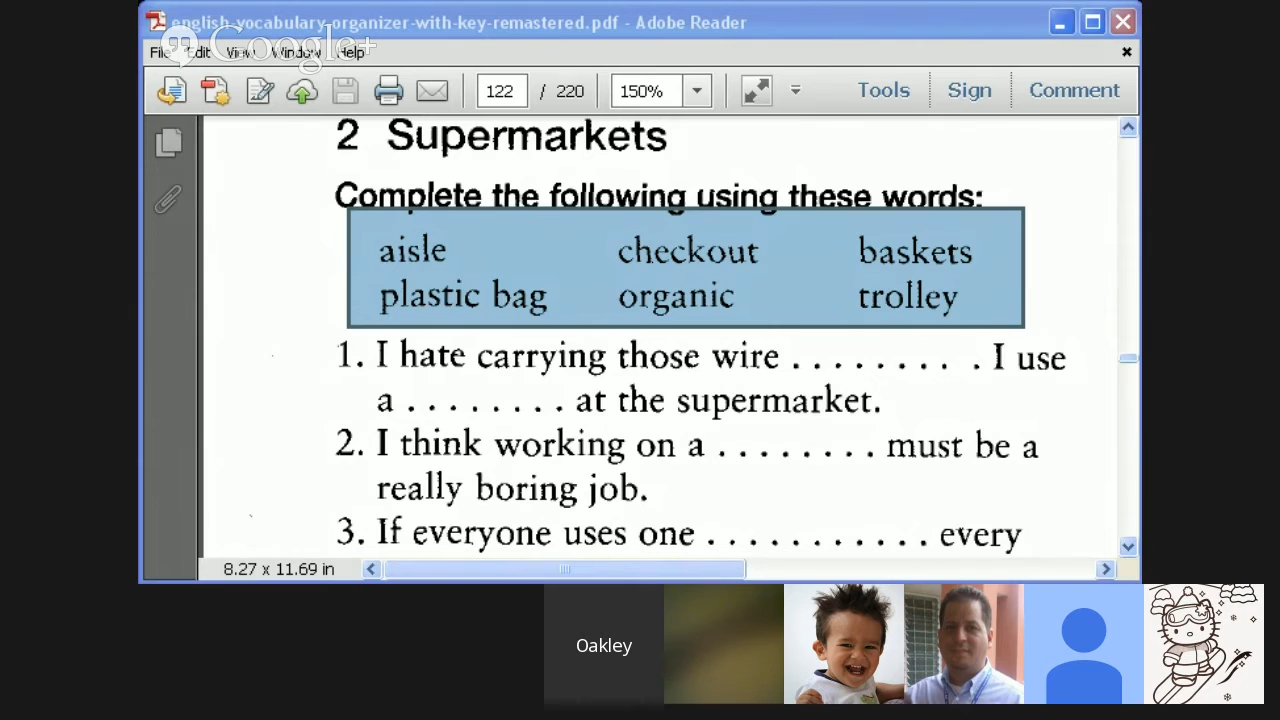 english-vocabulary-organizer-with-key-remastered.pdf - Adobe Reader
Google+
File Edit View Window Help
122 / 220 150% Tools Sign Comment
2 Supermarkets
Complete the following using these words:
aisle checkout baskets
plastic bag organic trolley
1. I hate carrying those wire . . . . . . . . . I use
a . . . . . . . . at the supermarket.
2. I think working on a . . . . . . . . must be a
really boring job.
3. If everyone uses one . . . . . . . . . . . every
8.27 x 11.69 in
Oakley